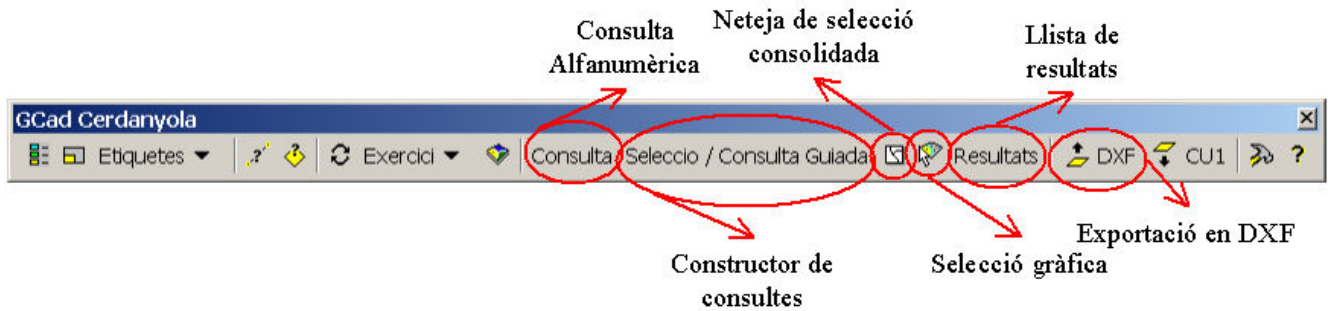 Consulta
Alfanumèrica
Neteja de selecció
consolidada
Llista de
resultats
GCad Cerdanyola
Etiquetes Exercici Consulta Seleccio / Consulta Guiada Resultats DXF CU1 ?
Constructor de
consultes
Selecció gràfica
Exportació en DXF